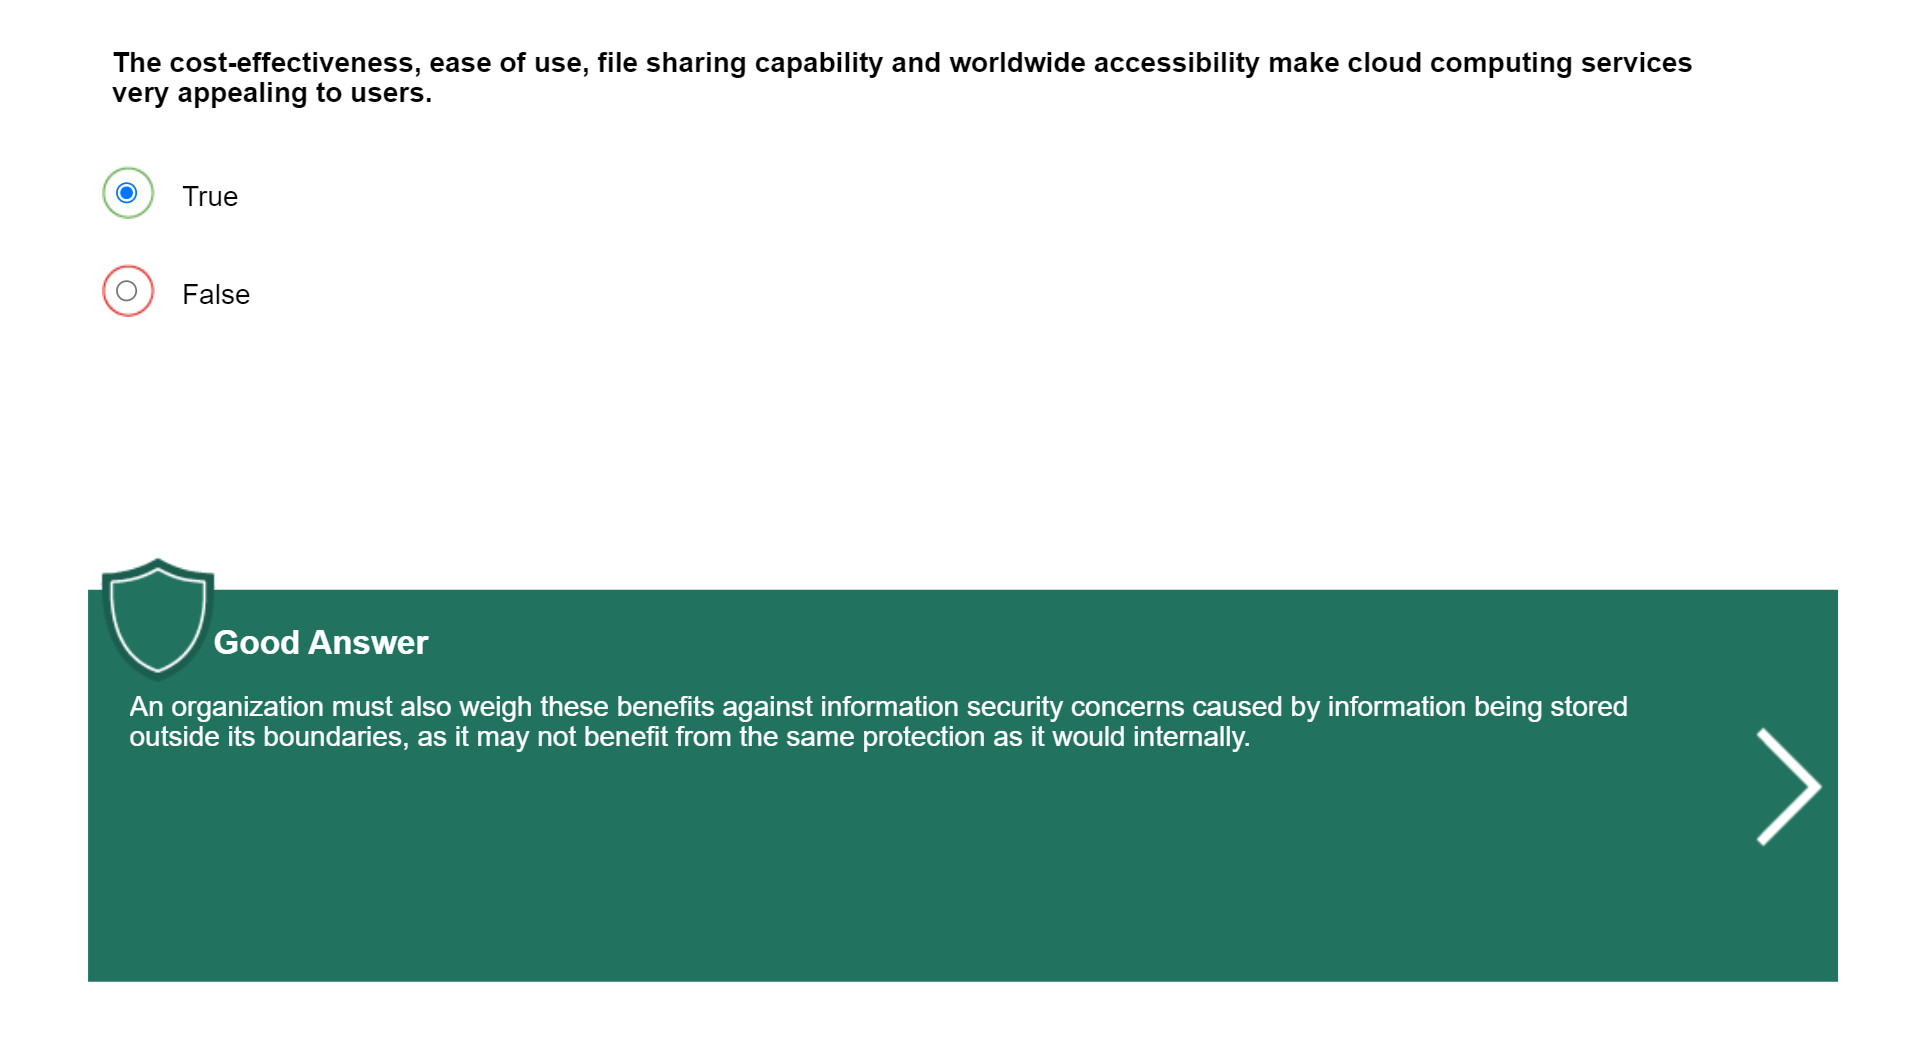 The cost-effectiveness, ease of use, file sharing capability and worldwide accessibility make cloud computing services
very appealing to users.
True
False
Good Answer
An organization must also weigh these benefits against information security concerns caused by information being stored
outside its boundaries, as it may not benefit from the same protection as it would internally.